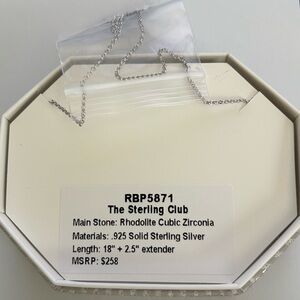 RBP5871
The Sterling Club
Main Stone: Rhodolite Cubic Zirconia
Materials: .925 Solid Sterling Silver
Length: 18" + 2.5" extender
MSRP: $258